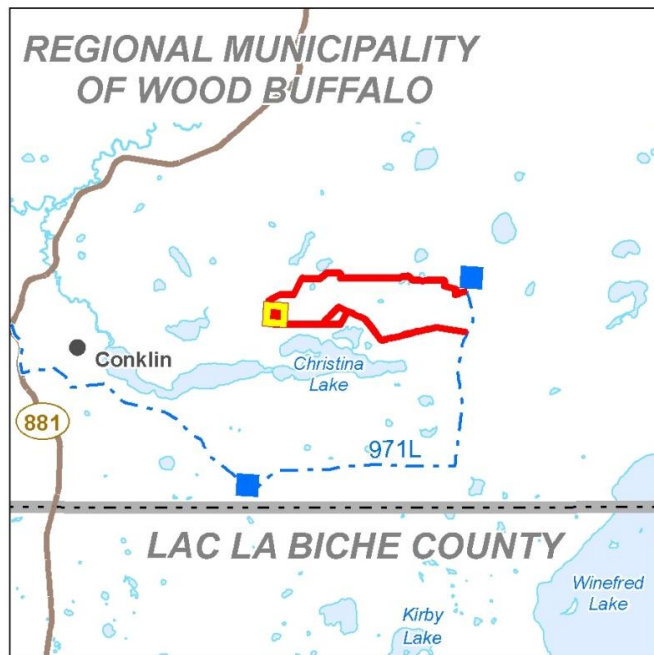 REGIONAL MUNICIPALITY
OF WOOD BUFFALO
Conklin
Christina
Lake
881
971L
LAC LA BICHE COUNTY
Winefred
Lake
Kirby
Lake